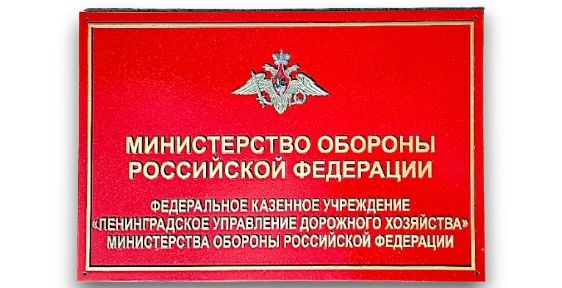 МИНИСТЕРСТВО ОБОРОНЫ
РОССИЙСКОЙ ФЕДЕРАЦИИ
ФЕДЕРАЛЬНОЕ КАЗЕННОЕ УЧРЕЖДЕНИЕ
«ЛЕНИНГРАДСКОЕ УПРАВЛЕНИЕ ДОРОЖНОГО ХОЗЯЙСТВА»
МИНИСТЕРСТВА ОБОРОНЫ РОССИЙСКОЙ ФЕДЕРАЦИИ